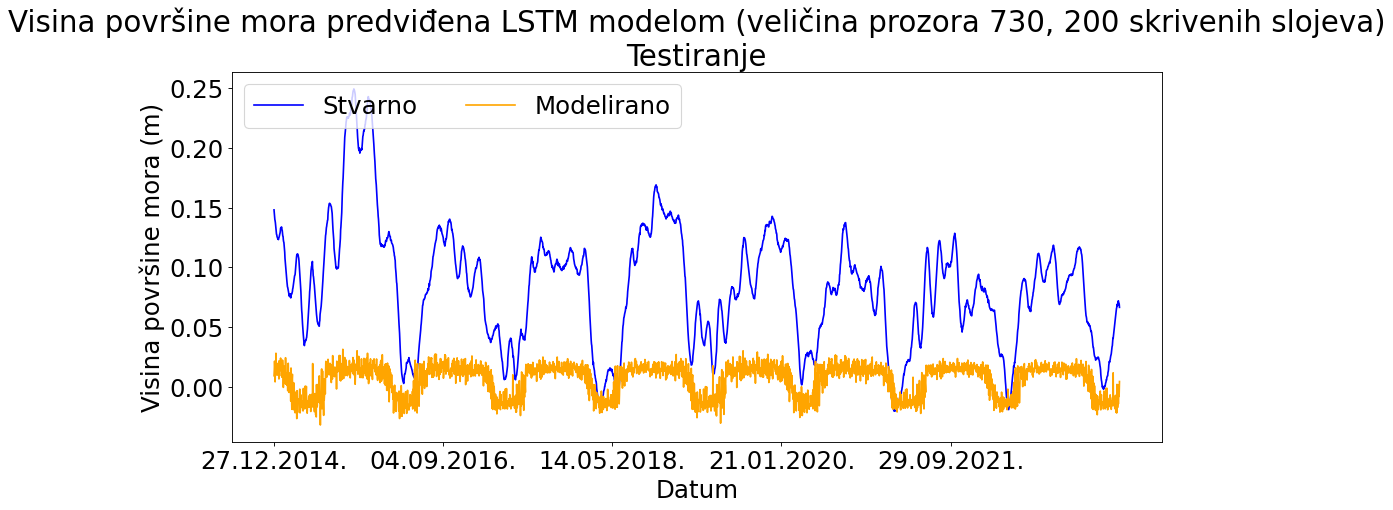 Visina površine mora predviđena LSTM modelom (veličina prozora 730, 200 skrivenih slojeva)
Testiranje
Stvarno Modelirano
Visina površine mora (m)
0.25
0.20
0.15
0.10
0.05
0.00
27.12.2014. 04.09.2016. 14.05.2018. 21.01.2020. 29.09.2021.
Datum